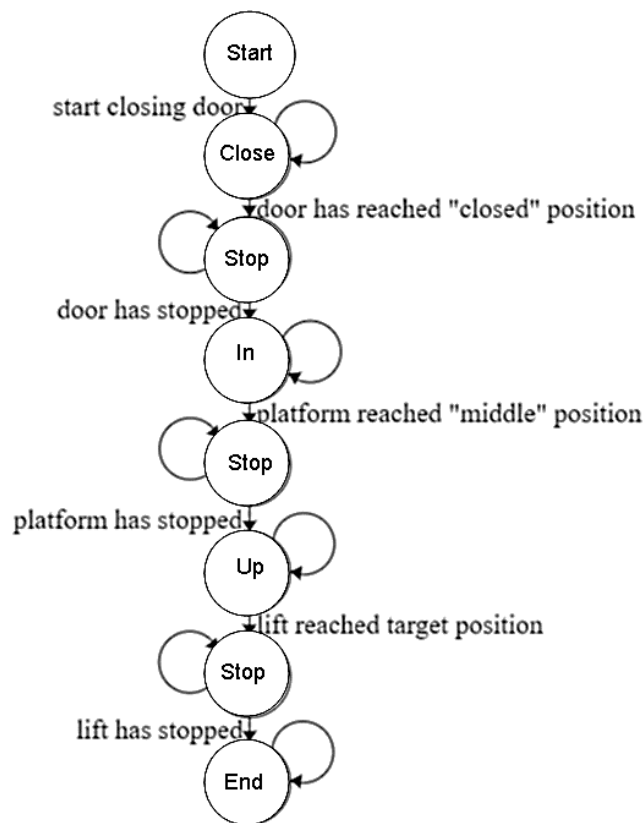 Start
start closing door
Close
door has reached "closed" position
Stop
door has stopped
In
platform reached "middle" position
Stop
platform has stopped
Up
lift reached target position
Stop
lift has stopped
End